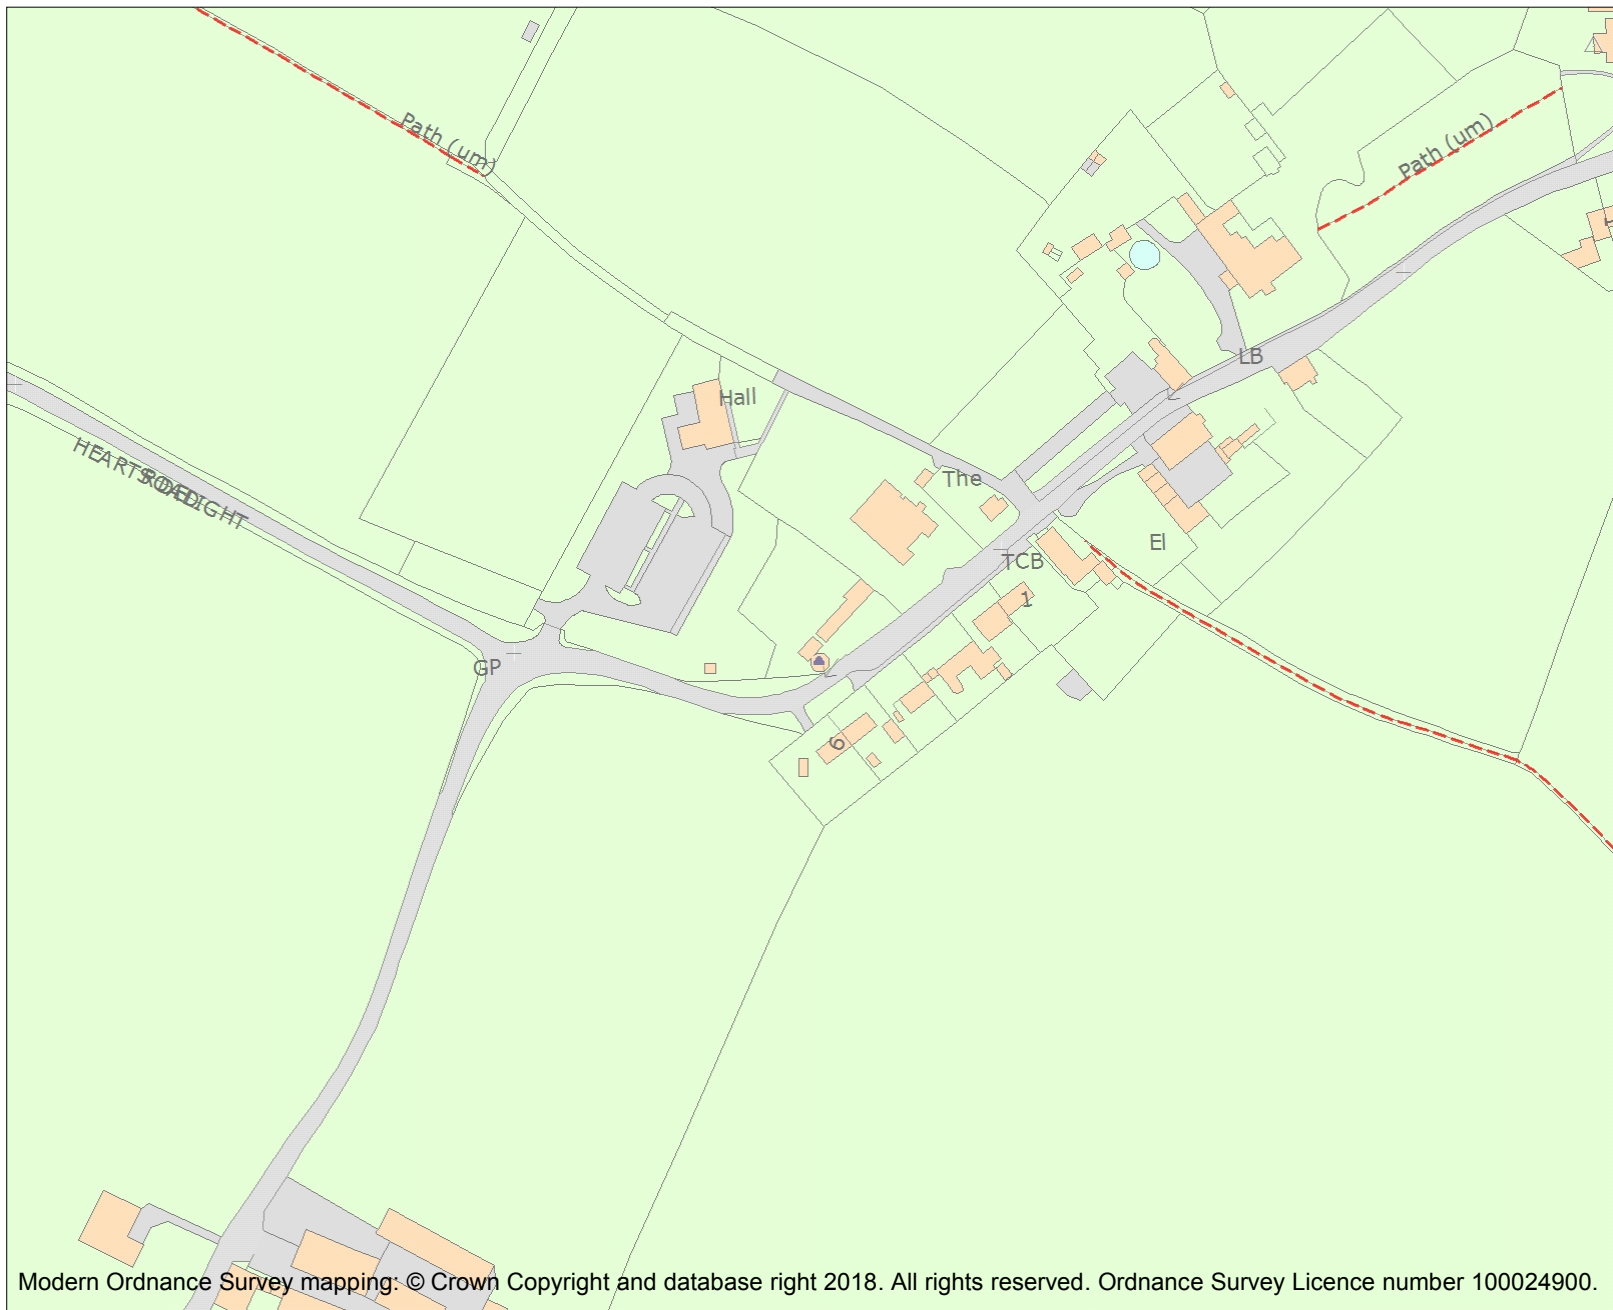 Path (um)
Path (um)
LB
Hall
HEARTS DELIGHT
ROAD
The
El
TCB
1
GP
6
Modern Ordnance Survey mapping: © Crown Copyright and database right 2018. All rights reserved. Ordnance Survey Licence number 100024900.